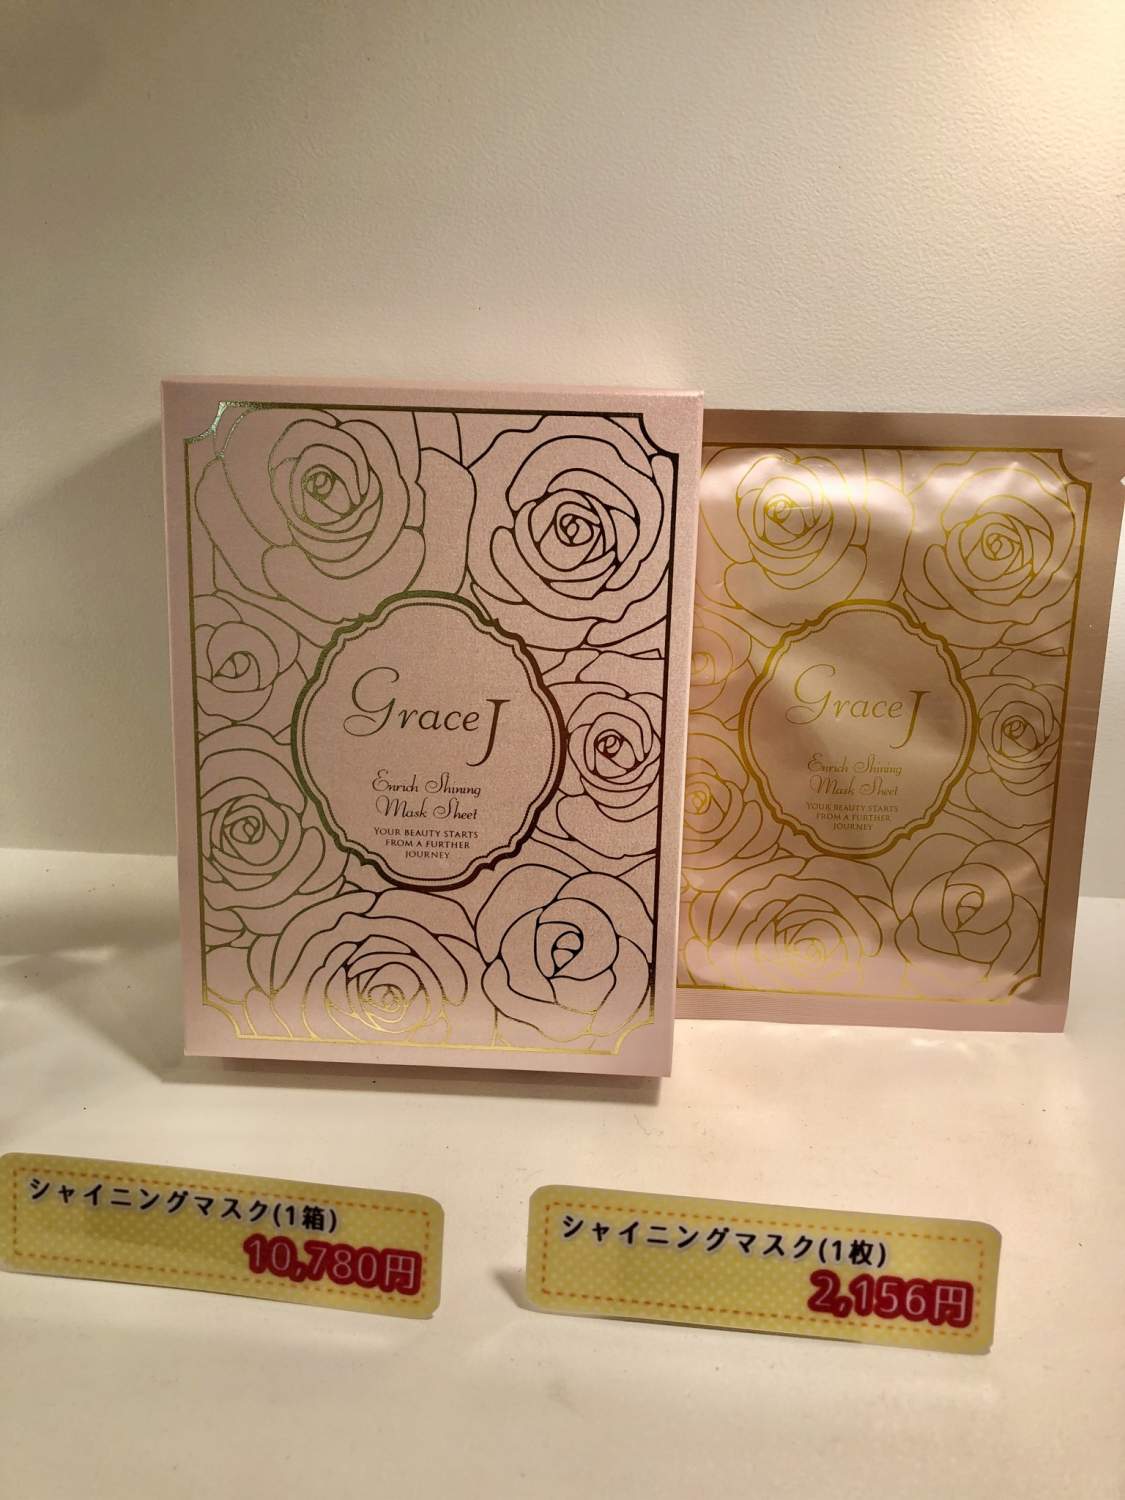 Grace J
Enrich Shining
Mask Sheet
YOUR BEAUTY STARTS
FROM A FURTHER
JOURNEY
Grace J
Enrich Shining
Mask Sheet
YOUR BEAUTY STARTS
FROM A FURTHER
JOURNEY
シャイニングマスク(1箱)
10,780円
シャイニングマスク(1枚)
2,156円